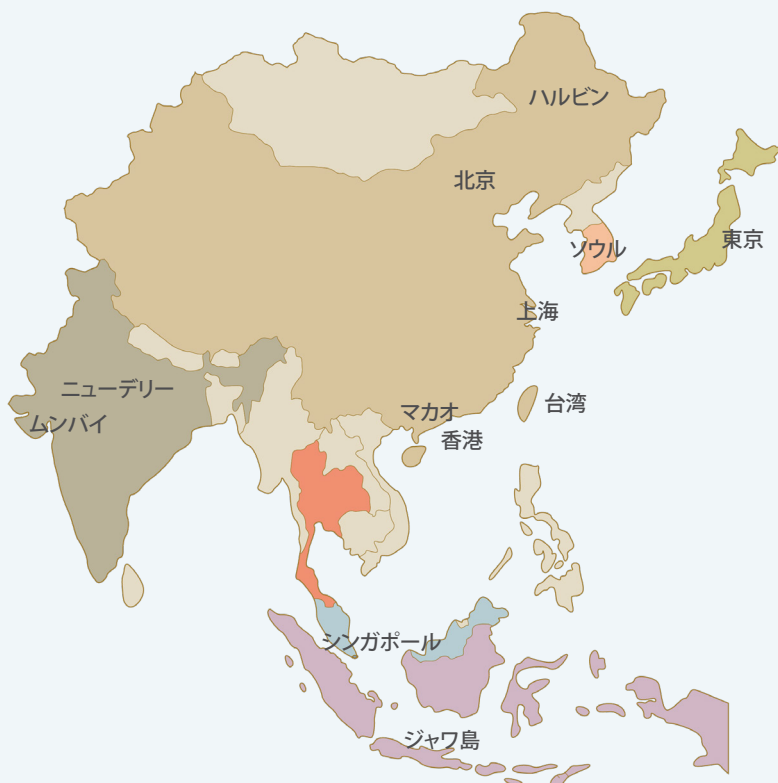 ハルビン
北京
東京
ソウル
上海
ニューデリー
台湾
マカオ
ムンバイ
香港
シンガポール
ジャワ島